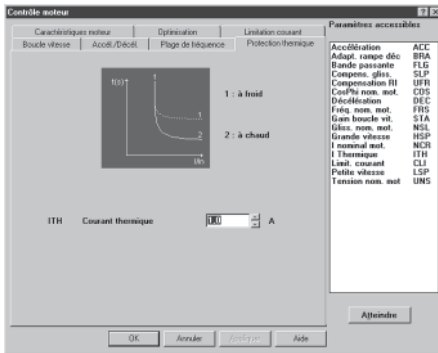 Contrôle moteur
Caractéristiques moteur Optimisation Limitation courant
Boucle vitesse Accél./Décél. Plage de fréquence Protection thermique
t(s)
1
2
I/In
1 : à froid
2 : à chaud
ITH Courant thermique 1,0 A
Paramètres accessibles
Accélération ACC
Adapt. rampe déc BRA
Bande passante FLG
Compens. gliss. SLP
Compensation RI UFR
CosPhi nom. mot. COS
Décélération DEC
Fréq. nom. mot. FRS
Gain boucle vit. STA
Gliss. nom. mot. NSL
Grande vitesse HSP
I nominal mot. NCR
I Thermique ITH
Limit. courant CLI
Petite vitesse LSP
Tension nom. mot UNS
Atteindre
OK Annuler Appliquer Aide